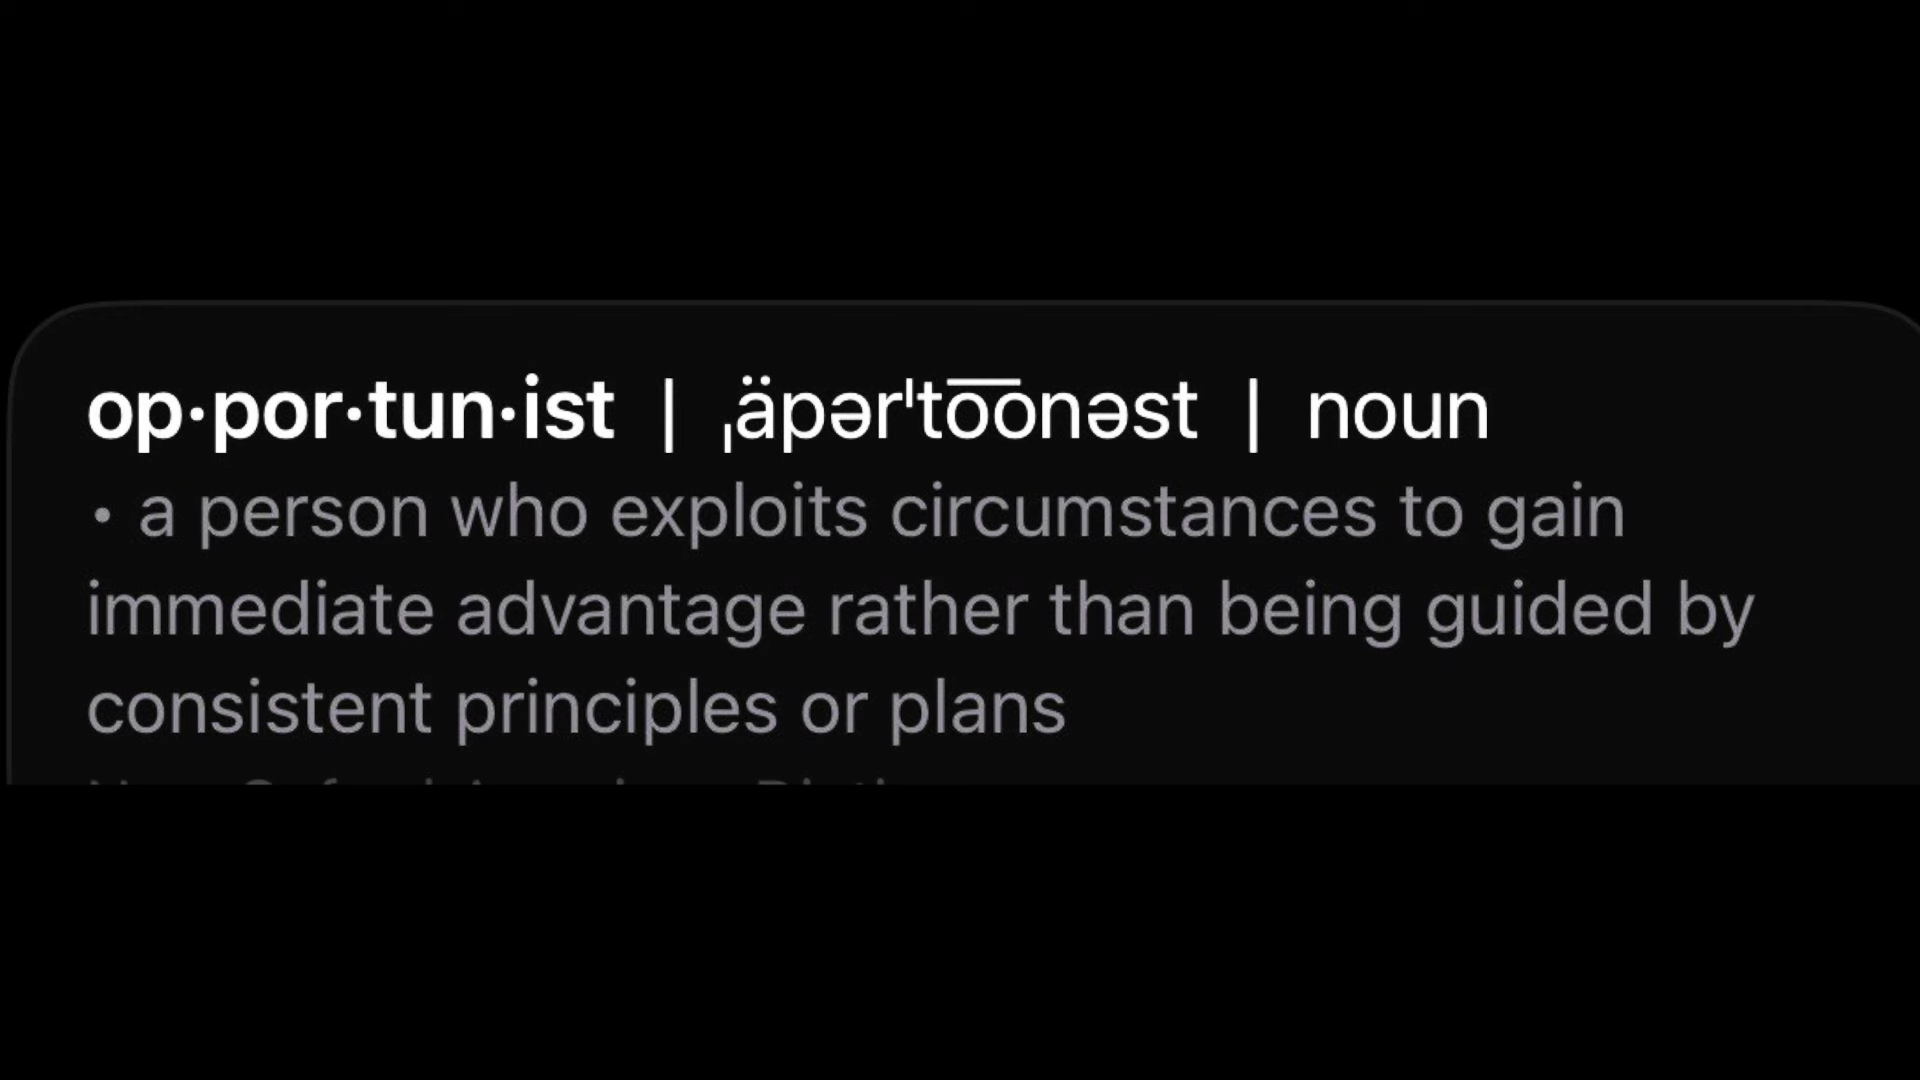 op·por·tun·ist | ˌäpərˈto͞onəst | noun
• a person who exploits circumstances to gain
immediate advantage rather than being guided by
consistent principles or plans